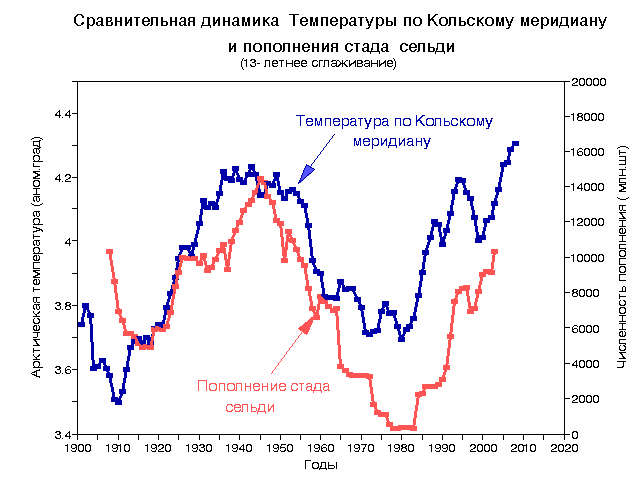 Сравнительная динамика Температуры по Кольскому меридиану
и пополнения стада сельди
(13- летнее сглаживание)
Температура по Кольскому
меридиану
Пополнение стада
сельди
Арктическая температура (аном.град)
4.4
4.2
4
3.8
3.6
3.4
Численность пополнения ( млн.шт)
20000
18000
16000
14000
12000
10000
8000
6000
4000
2000
0
1900 1910 1920 1930 1940 1950 1960 1970 1980 1990 2000 2010 2020
Годы